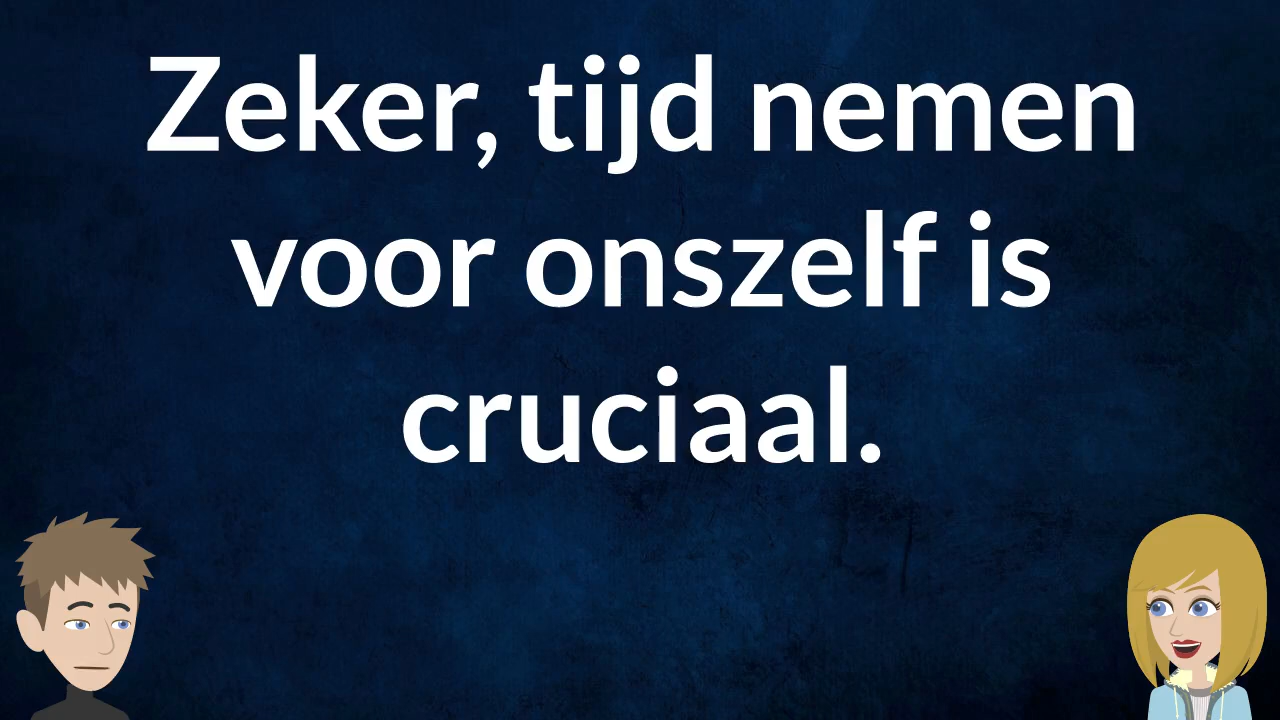 Zeker, tijd nemen
voor onszelf is
cruciaal.